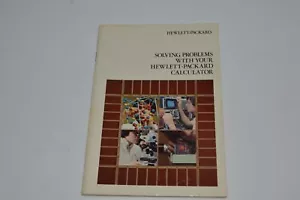 HEWLETT-PACKARD
SOLVING PROBLEMS
WITH YOUR
HEWLETT-PACKARD
CALCULATOR